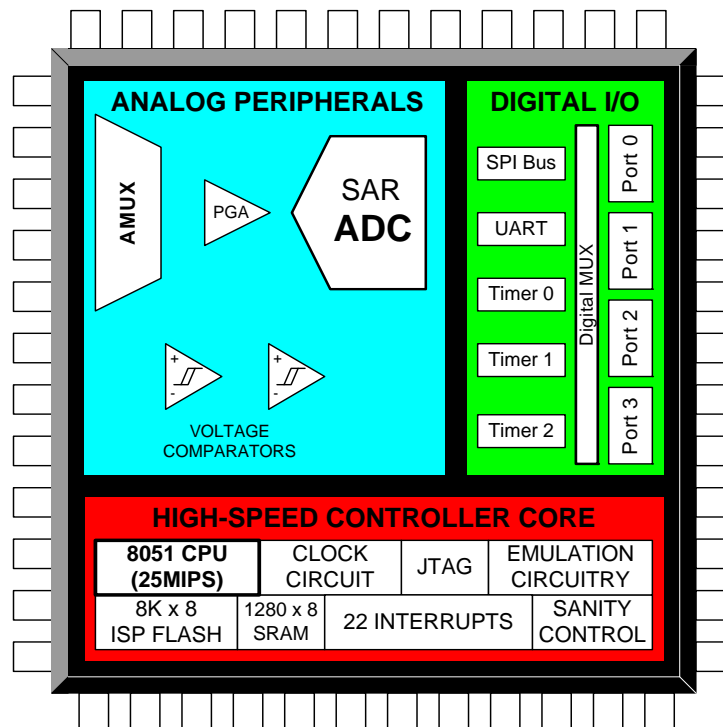 ANALOG PERIPHERALS
AMUX
PGA
SAR
ADC
+
-
+
-
VOLTAGE
COMPARATORS
DIGITAL I/O
SPI Bus
UART
Timer 0
Timer 1
Timer 2
Digital MUX
Port 0
Port 1
Port 2
Port 3
HIGH-SPEED CONTROLLER CORE
8051 CPU
(25MIPS)
CLOCK
CIRCUIT
JTAG
EMULATION
CIRCUITRY
8K x 8
ISP FLASH
1280 x 8
SRAM
22 INTERRUPTS
SANITY
CONTROL